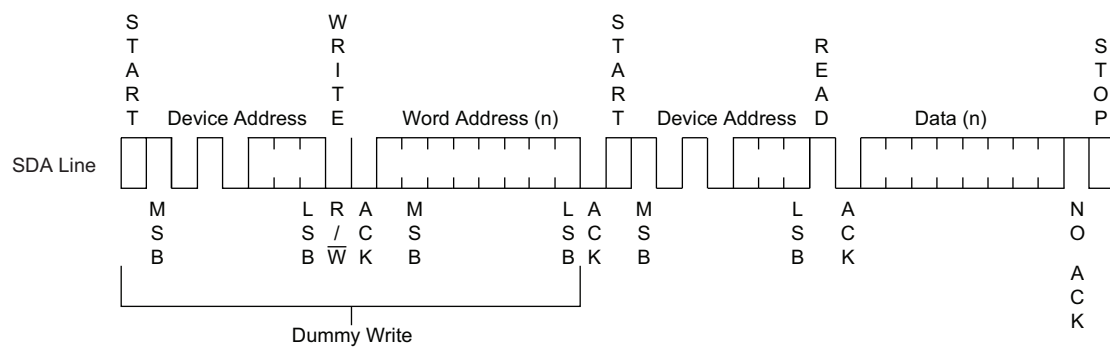 START
WRITE
START
READ
STOP
Device Address
Word Address (n)
Device Address
Data (n)
SDA Line
MSB
LSB
R/W̅
ACK
MSB
LSB
ACK
MSB
LSB
ACK
NO ACK
Dummy Write